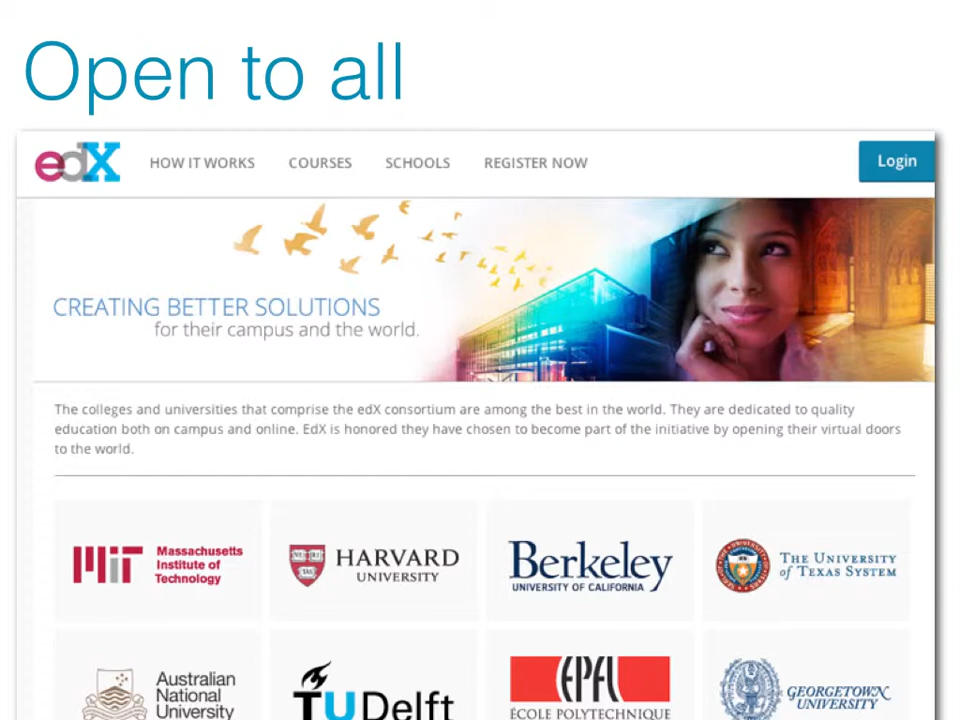 Open to all
edX HOW IT WORKS COURSES SCHOOLS REGISTER NOW Login
CREATING BETTER SOLUTIONS
for their campus and the world.
The colleges and universities that comprise the edX consortium are among the best in the world. They are dedicated to quality
education both on campus and online. EdX is honored they have chosen to become part of the initiative by opening their virtual doors
to the world.
MIT Massachusetts
Institute of
Technology
HARVARD
UNIVERSITY
Berkeley
UNIVERSITY OF CALIFORNIA
THE UNIVERSITY
of TEXAS SYSTEM
Australian
National
University
TU Delft
EPFL
ÉCOLE POLYTECHNIQUE
GEORGETOWN
UNIVERSITY